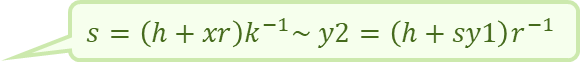 s = (h + xr)k⁻¹~ y2 = (h + sy1)r⁻¹